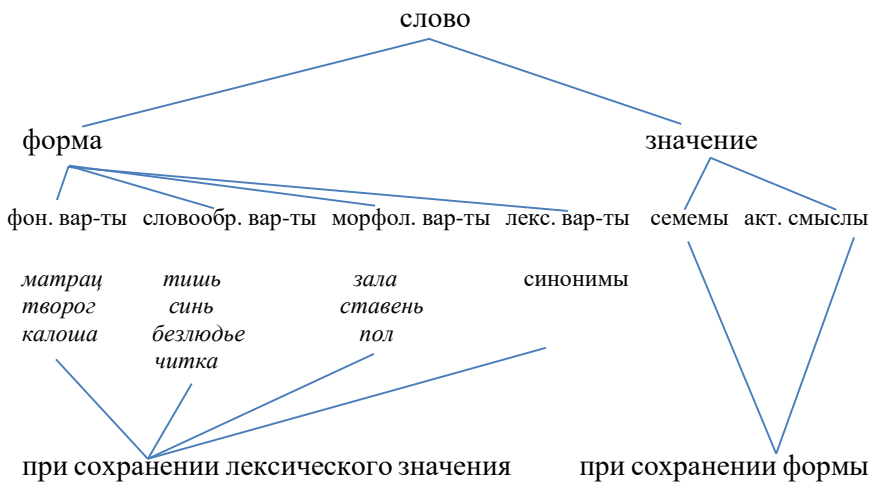 слово
форма значение
фон. вар-ты словообр. вар-ты морфол. вар-ты лекс. вар-ты семемы акт. смыслы
матрац тишь зала синонимы
творог синь ставень
калоша безлюдье пол
читка
при сохранении лексического значения при сохранении формы